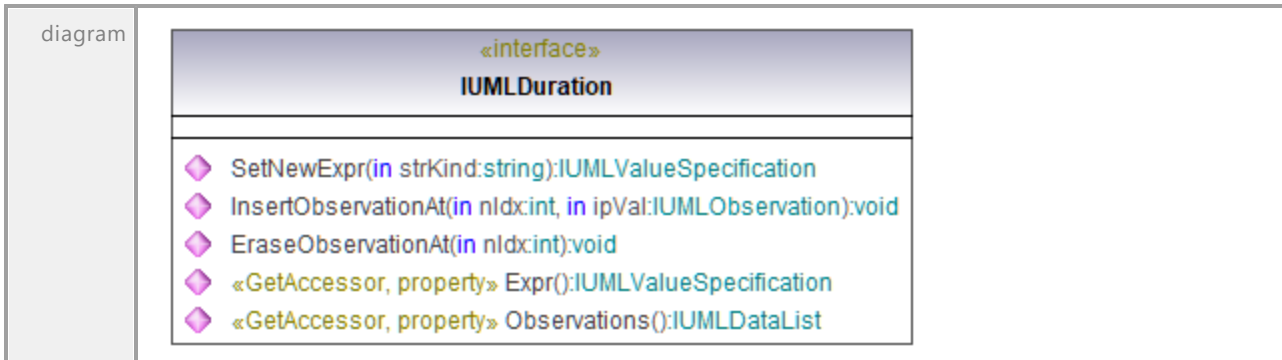 diagram
«interface»
IUMLDuration
SetNewExpr(in strKind:string):IUMLValueSpecification
InsertObservationAt(in nIdx:int, in ipVal:IUMLObservation):void
EraseObservationAt(in nIdx:int):void
«GetAccessor, property» Expr():IUMLValueSpecification
«GetAccessor, property» Observations():IUMLDataList